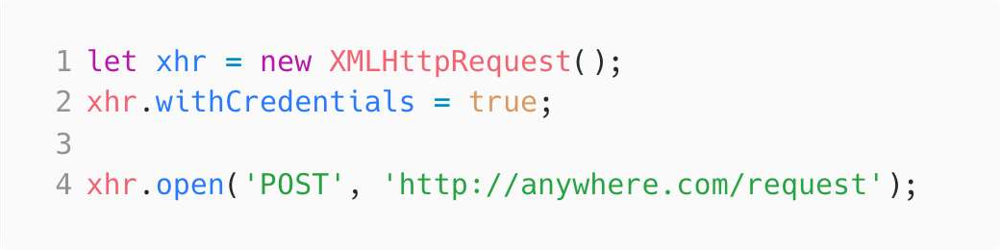 1 let xhr = new XMLHttpRequest();
2 xhr.withCredentials = true;
3
4 xhr.open('POST', 'http://anywhere.com/request');